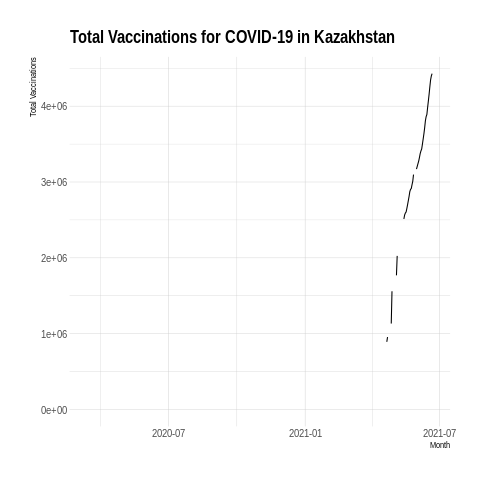 Total Vaccinations for COVID-19 in Kazakhstan
Total Vaccinations
4e+06
3e+06
2e+06
1e+06
0e+00
2020-07 2021-01 2021-07
Month